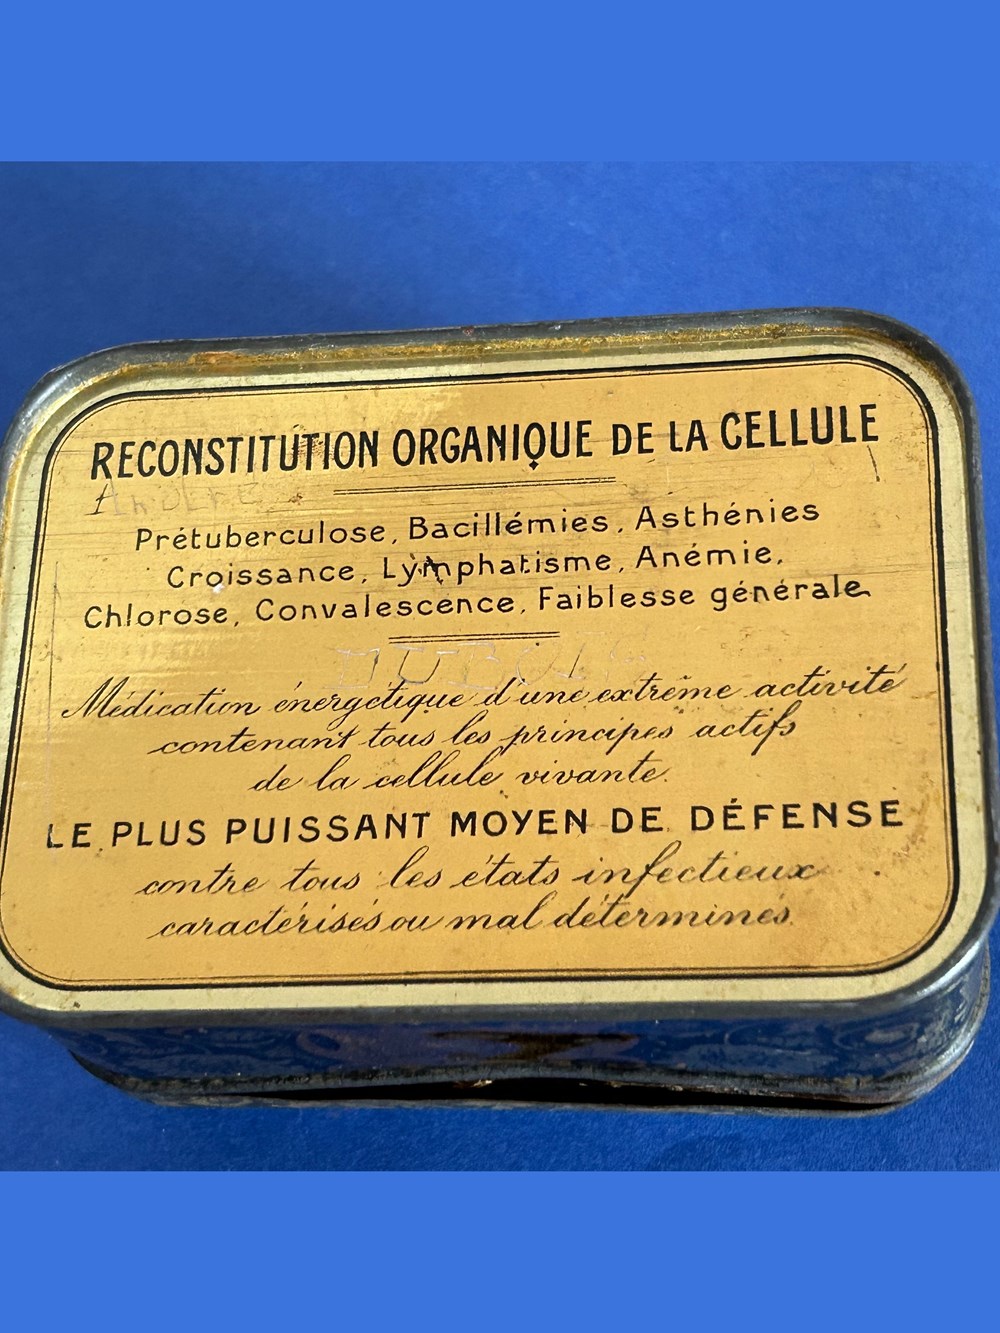 RECONSTITUTION ORGANIQUE DE LA CELLULE
Prétuberculose, Bacillémies, Asthénies
Croissance, Lymphatisme, Anémie,
Chlorose, Convalescence, Faiblesse générale
Médication énergétique d'une extrême activité
contenant tous les principes actifs
de la cellule vivante.
LE PLUS PUISSANT MOYEN DE DÉFENSE
contre tous les états infectieux
caractérisés ou mal déterminés.